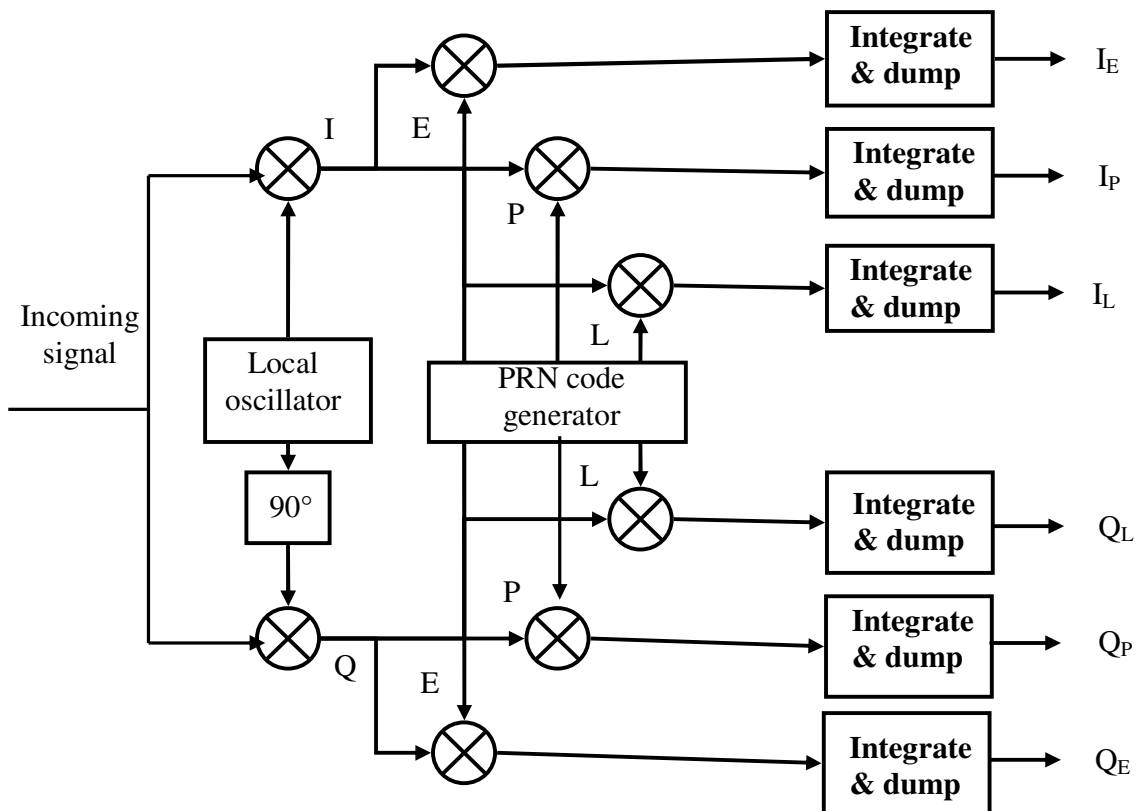 Integrate
& dump
I_E
I
E
Integrate
& dump
I_P
P
Integrate
& dump
I_L
Incoming
signal
L
Local
oscillator
PRN code
generator
90°
L
Integrate
& dump
Q_L
P
Integrate
& dump
Q_P
Q
E
Integrate
& dump
Q_E